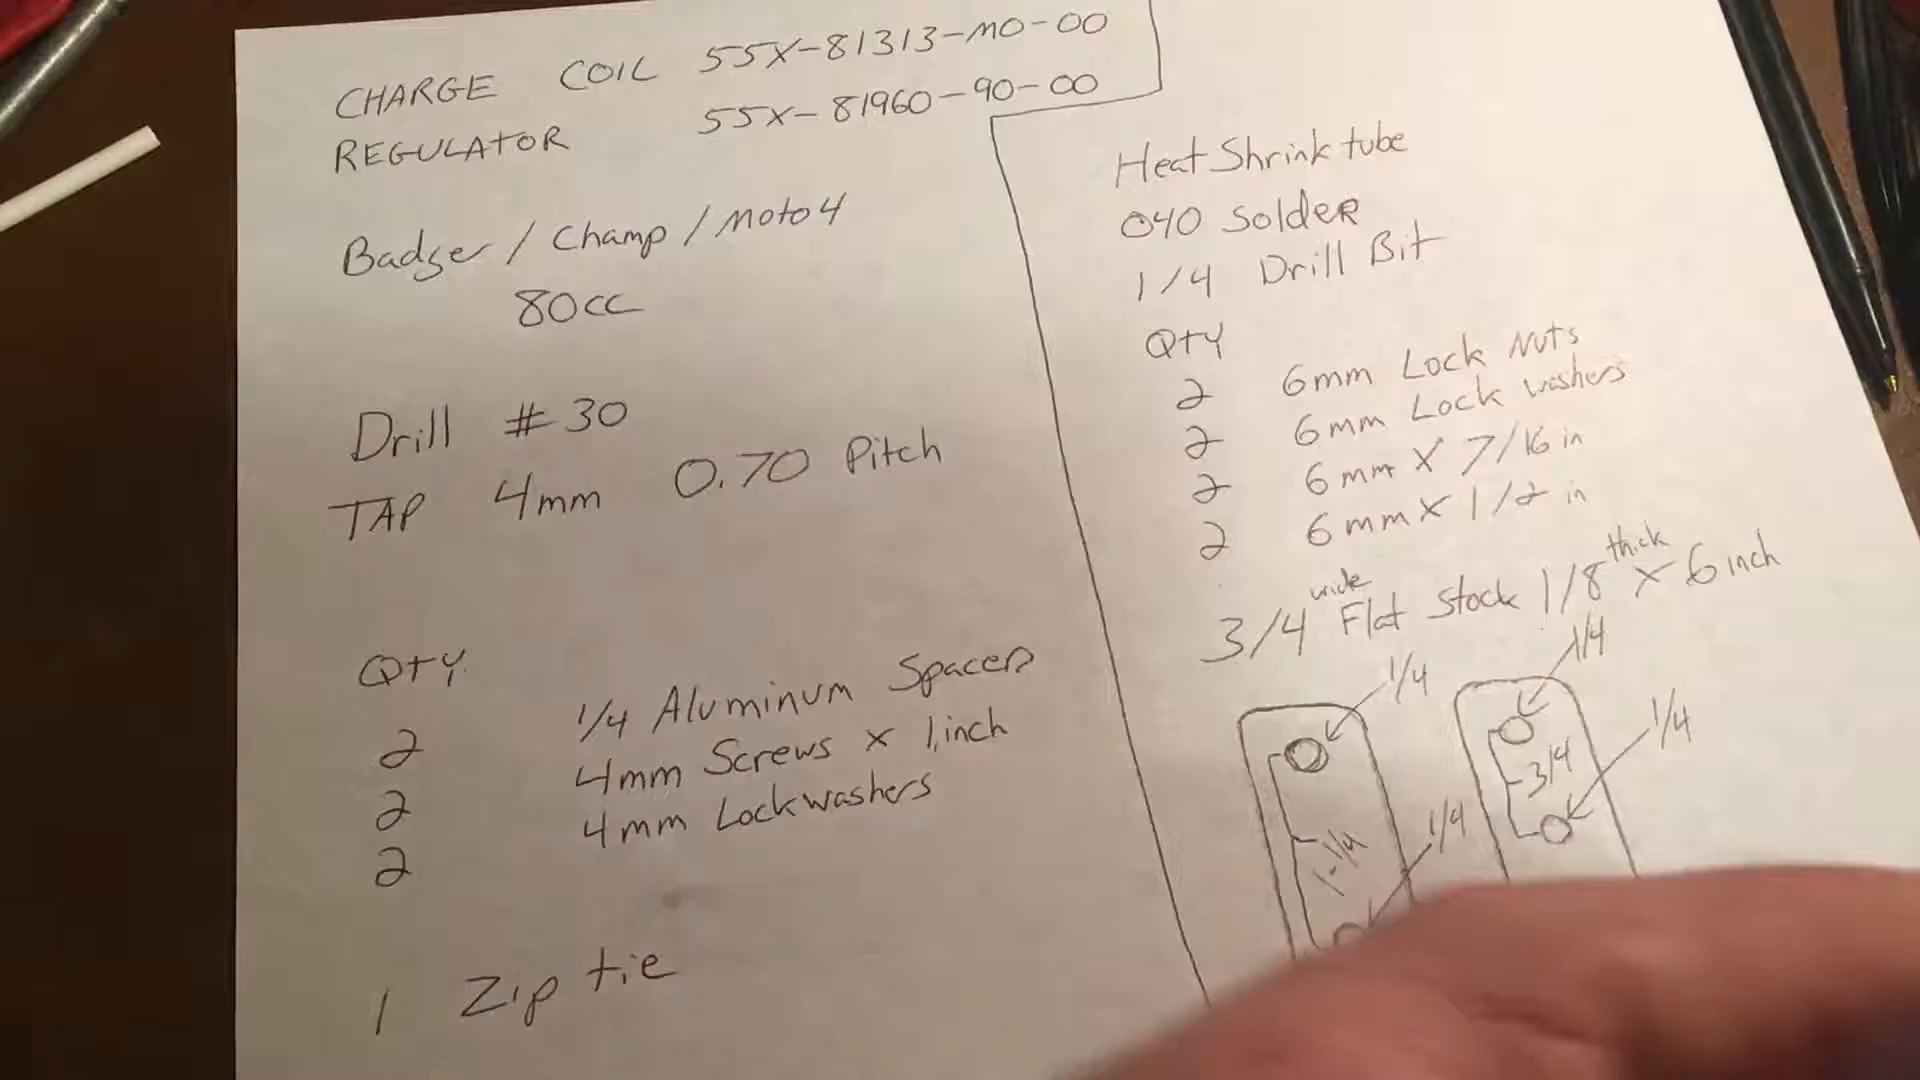 CHARGE COIL 55X-81313-M0-00
REGULATOR 55X-81960-90-00
Badger / Champ / Moto4
80cc
Drill #30
TAP 4mm 0.70 Pitch
QTY
2 1/4 Aluminum Spacers
2 4mm Screws x 1 inch
2 4mm Lockwashers
1 Zip tie
Heat Shrink tube
040 Solder
1/4 Drill Bit
QTY
2 6mm Lock Nuts
2 6mm Lock washers
2 6mm X 7/16 in
2 6mm X 1/2 in
3/4 wide Flat Stock 1/8 thick X 6 inch
1/4
1-1/4
1/4
1/4
3/4
1/4